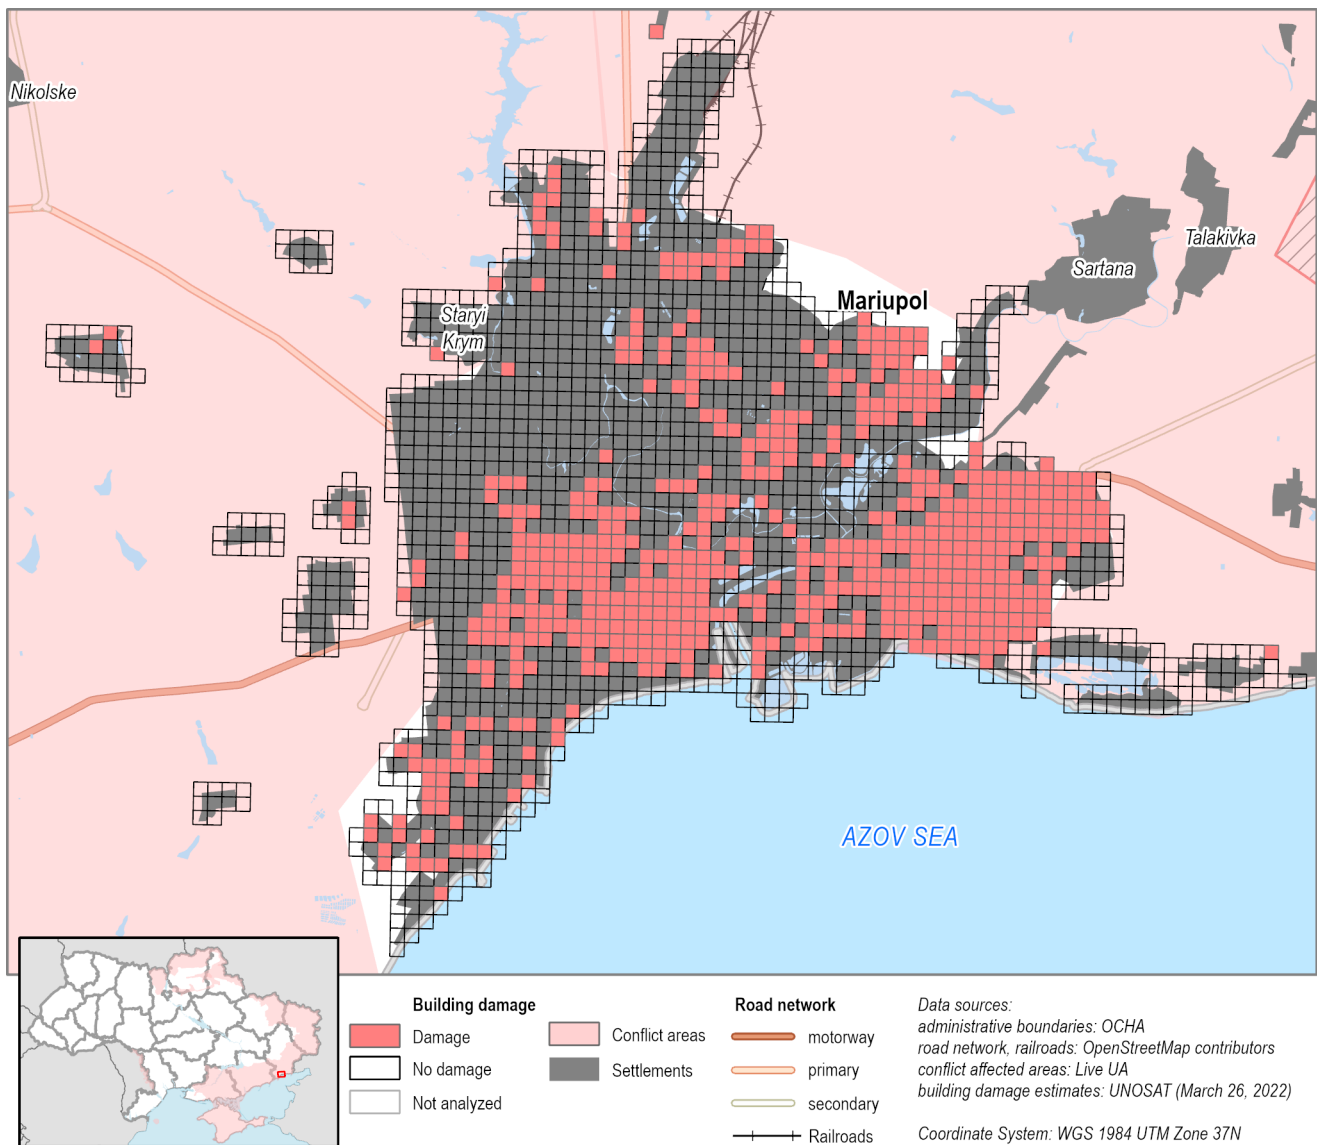 Nikolske
Talakivka
Sartana
Mariupol
Staryi
Krym
AZOV SEA
Building damage
Damage
No damage
Not analyzed
Conflict areas
Settlements
Road network
motorway
primary
secondary
Railroads
Data sources:
administrative boundaries: OCHA
road network, railroads: OpenStreetMap contributors
conflict affected areas: Live UA
building damage estimates: UNOSAT (March 26, 2022)
Coordinate System: WGS 1984 UTM Zone 37N